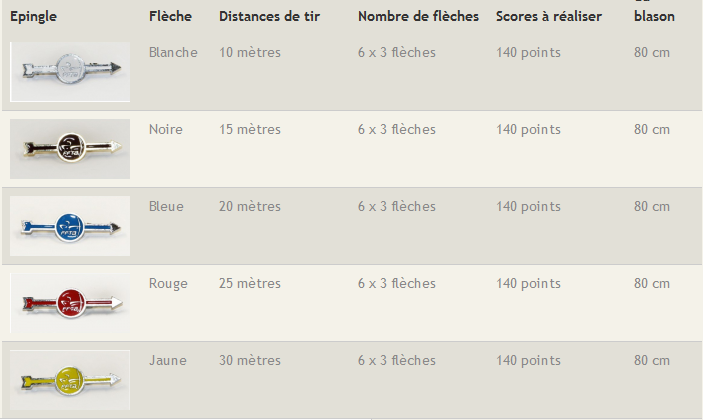 Epingle Flèche Distances de tir Nombre de flèches Scores à réaliser blason
Blanche 10 mètres 6 x 3 flèches 140 points 80 cm
Noire 15 mètres 6 x 3 flèches 140 points 80 cm
Bleue 20 mètres 6 x 3 flèches 140 points 80 cm
Rouge 25 mètres 6 x 3 flèches 140 points 80 cm
Jaune 30 mètres 6 x 3 flèches 140 points 80 cm